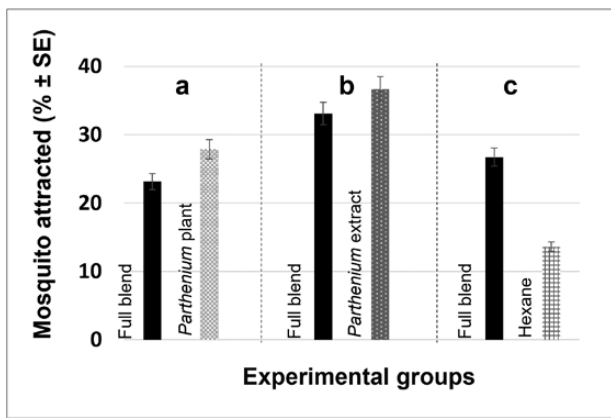 Mosquito attracted (% ± SE)
40
30
20
10
0
a
b
c
Full blend
Parthenium plant
Full blend
Parthenium extract
Full blend
Hexane
Experimental groups